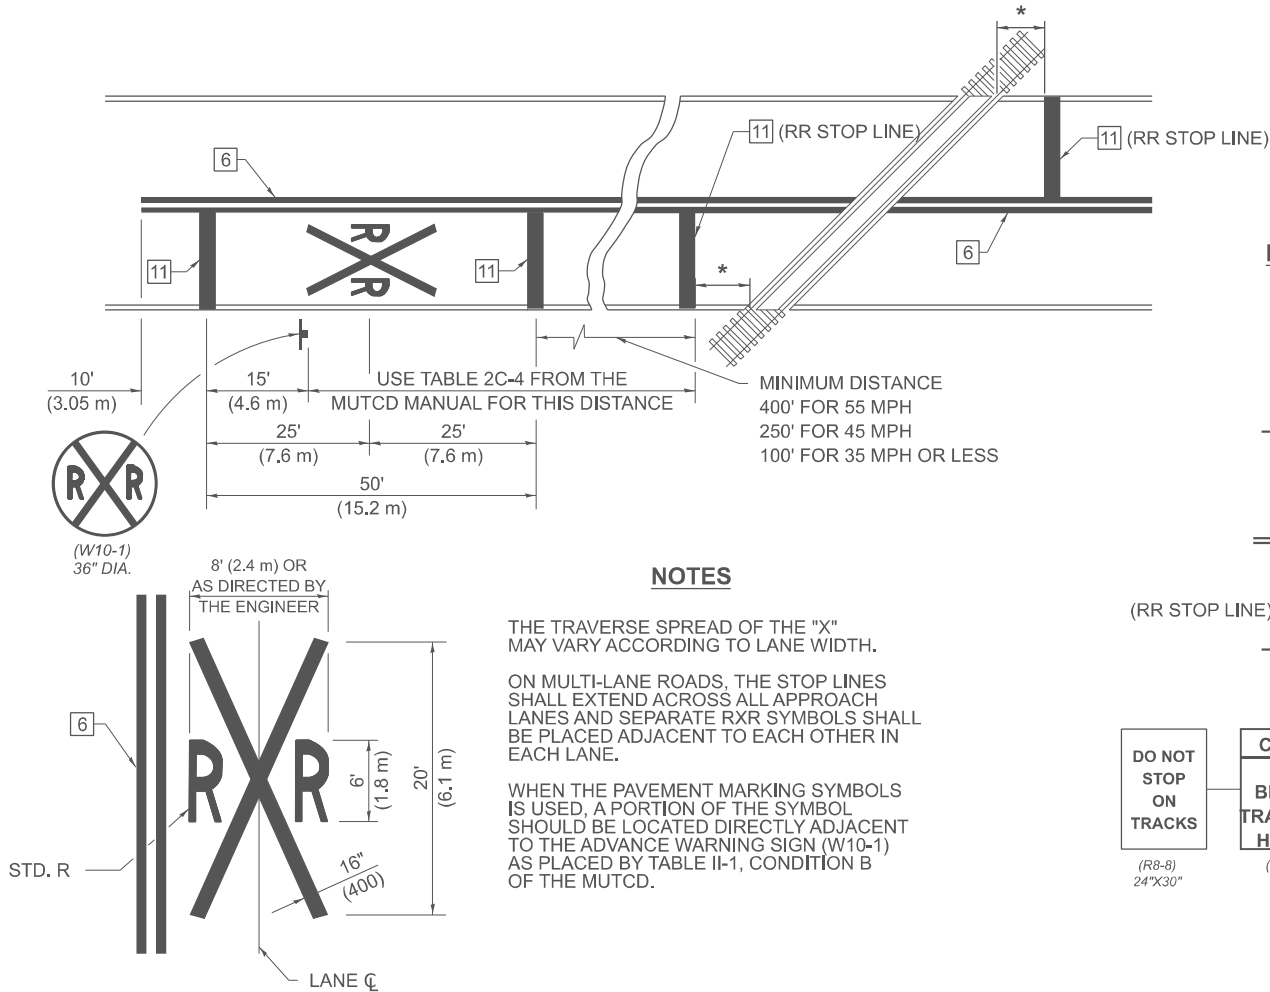 *
11 (RR STOP LINE)
11 (RR STOP LINE)
6
R
R
11
11
*
6
10'
(3.05 m)
15'
(4.6 m)
USE TABLE 2C-4 FROM THE
MUTCD MANUAL FOR THIS DISTANCE
25'
(7.6 m)
25'
(7.6 m)
50'
(15.2 m)
MINIMUM DISTANCE
400' FOR 55 MPH
250' FOR 45 MPH
100' FOR 35 MPH OR LESS
R R
(W10-1)
36" DIA.
8' (2.4 m) OR
AS DIRECTED BY
THE ENGINEER
6
R R
6'
(1.8 m)
20'
(6.1 m)
16"
(400)
STD. R
LANE ℄
NOTES
THE TRAVERSE SPREAD OF THE "X"
MAY VARY ACCORDING TO LANE WIDTH.
ON MULTI-LANE ROADS, THE STOP LINES
SHALL EXTEND ACROSS ALL APPROACH
LANES AND SEPARATE RXR SYMBOLS SHALL
BE PLACED ADJACENT TO EACH OTHER IN
EACH LANE.
WHEN THE PAVEMENT MARKING SYMBOLS
IS USED, A PORTION OF THE SYMBOL
SHOULD BE LOCATED DIRECTLY ADJACENT
TO THE ADVANCE WARNING SIGN (W10-1)
AS PLACED BY TABLE II-1, CONDITION B
OF THE MUTCD.
(RR STOP LINE)
DO NOT
STOP
ON
TRACKS
(R8-8)
24"X30"